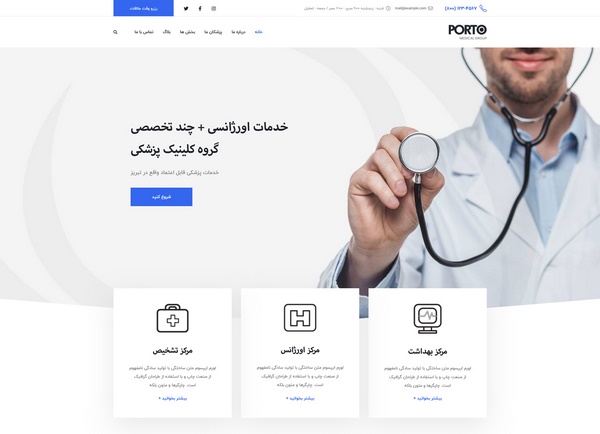 (۸۰۰) ۱۲۳-۴۵۶۷
mail@example.com
رزرو وقت ملاقات
PORTO
MEDICAL GROUP
خانه
درباره ما
پزشکان ما
بخش ها
بلاگ
تماس با ما
خدمات اورژانسی + چند تخصصی
گروه کلینیک پزشکی
خدمات پزشکی قابل اعتماد واقع در تبریز
شروع کنید
مرکز بهداشت
لورم ایپسوم متن ساختگی با تولید سادگی نامفهوم
از صنعت چاپ و با استفاده از طراحان گرافیک
است. چاپگرها و متون بلکه
بیشتر بخوانید +
مرکز اورژانس
لورم ایپسوم متن ساختگی با تولید سادگی نامفهوم
از صنعت چاپ و با استفاده از طراحان گرافیک
است. چاپگرها و متون بلکه
بیشتر بخوانید +
مرکز تشخیص
لورم ایپسوم متن ساختگی با تولید سادگی نامفهوم
از صنعت چاپ و با استفاده از طراحان گرافیک
است. چاپگرها و متون بلکه
بیشتر بخوانید +